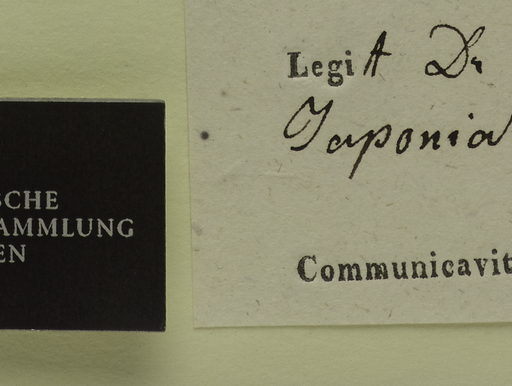 SCHE
AMMLUNG
EN
Legit Dr
Japonia
Communicavit